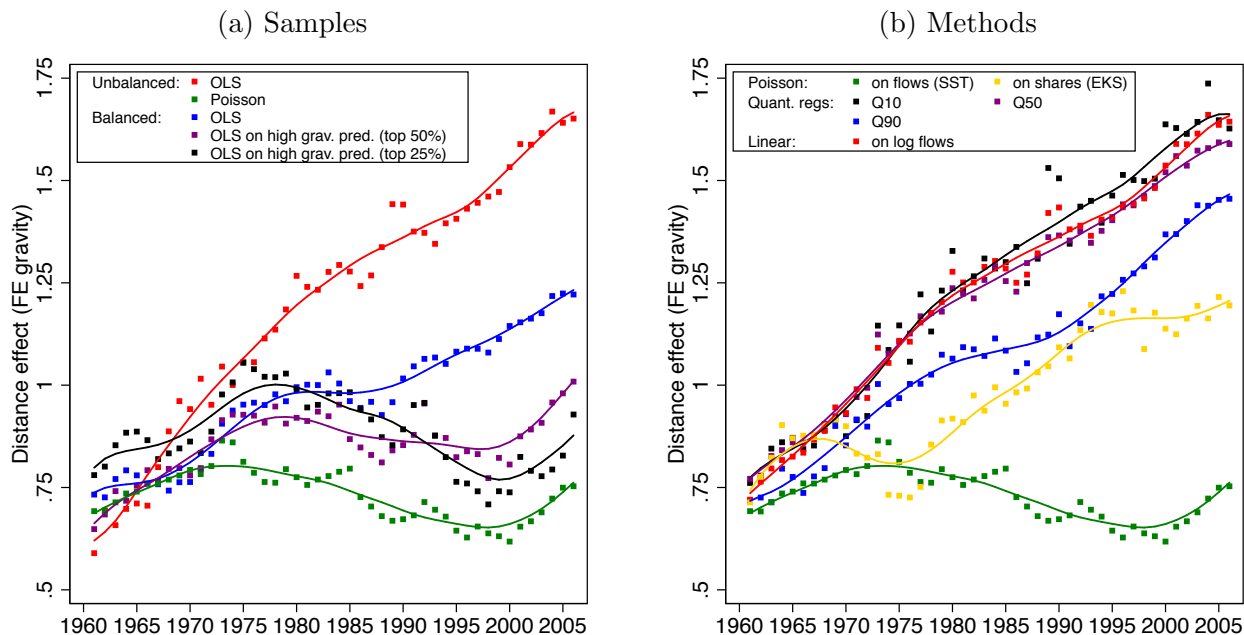 (a) Samples
Distance effect (FE gravity)
1.75
1.5
1.25
1
.75
.5
Unbalanced: OLS
Poisson
Balanced: OLS
OLS on high grav. pred. (top 50%)
OLS on high grav. pred. (top 25%)
1960 1965 1970 1975 1980 1985 1990 1995 2000 2005
(b) Methods
Distance effect (FE gravity)
1.75
1.5
1.25
1
.75
.5
Poisson: on flows (SST) on shares (EKS)
Quant. regs: Q10 Q50
Q90
Linear: on log flows
1960 1965 1970 1975 1980 1985 1990 1995 2000 2005